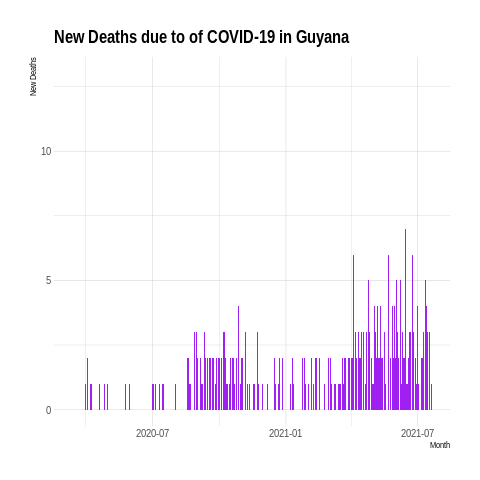 New Deaths due to of COVID-19 in Guyana
New Deaths
10
5
0
2020-07
2021-01
2021-07
Month